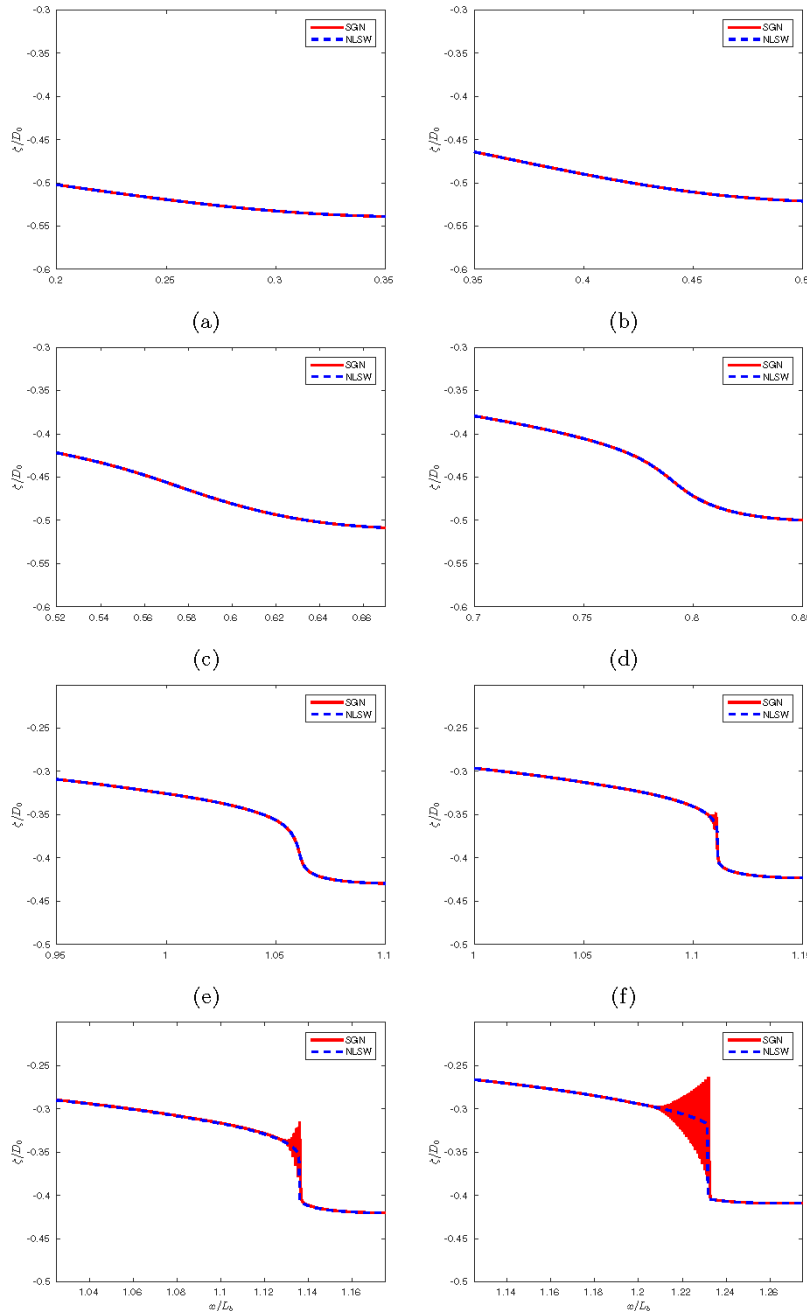 -0.3
-0.35
-0.4
-0.45
-0.5
-0.55
-0.6
ζ/D₀
SGN
NLSW
0.2 0.25 0.3 0.35
(a)
-0.3
-0.35
-0.4
-0.45
-0.5
-0.55
-0.6
ζ/D₀
SGN
NLSW
0.35 0.4 0.45 0.5
(b)
-0.3
-0.35
-0.4
-0.45
-0.5
-0.55
-0.6
ζ/D₀
SGN
NLSW
0.52 0.54 0.56 0.58 0.6 0.62 0.64 0.66
(c)
-0.3
-0.35
-0.4
-0.45
-0.5
-0.55
-0.6
ζ/D₀
SGN
NLSW
0.7 0.75 0.8 0.85
(d)
-0.25
-0.3
-0.35
-0.4
-0.45
-0.5
ζ/D₀
SGN
NLSW
0.95 1 1.05 1.1
(e)
-0.25
-0.3
-0.35
-0.4
-0.45
-0.5
ζ/D₀
SGN
NLSW
1 1.05 1.1 1.15
(f)
-0.25
-0.3
-0.35
-0.4
-0.45
-0.5
ζ/D₀
SGN
NLSW
1.04 1.06 1.08 1.1 1.12 1.14 1.16
x/L_b
-0.25
-0.3
-0.35
-0.4
-0.45
-0.5
ζ/D₀
SGN
NLSW
1.14 1.16 1.18 1.2 1.22 1.24 1.26
x/L_b